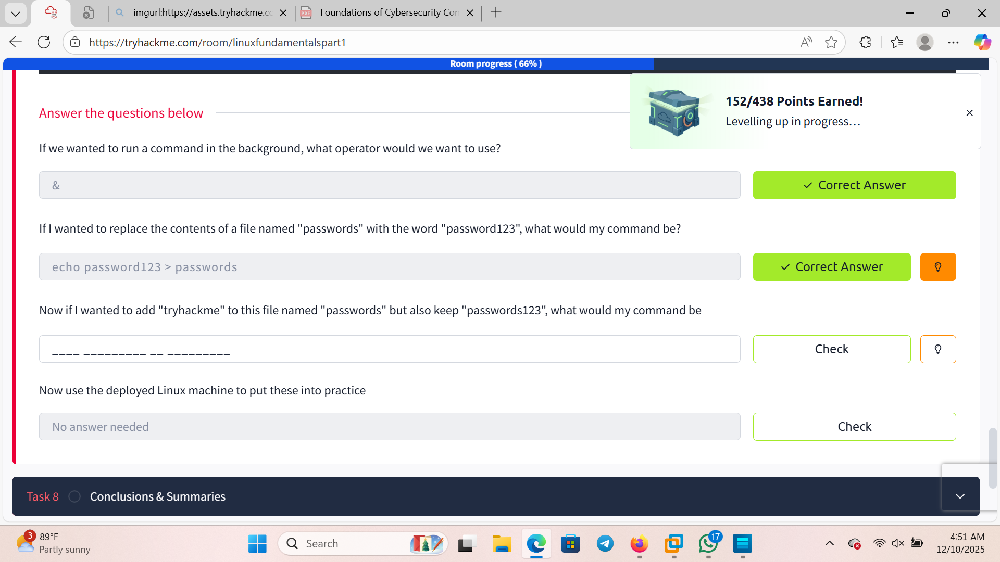 imgurl:https://assets.tryhackme.cc
Foundations of Cybersecurity Con
https://tryhackme.com/room/linuxfundamentalspart1
Room progress ( 66% )
152/438 Points Earned!
Levelling up in progress...
Answer the questions below
If we wanted to run a command in the background, what operator would we want to use?
&
Correct Answer
If I wanted to replace the contents of a file named "passwords" with the word "password123", what would my command be?
echo password123 > passwords
Correct Answer
Now if I wanted to add "tryhackme" to this file named "passwords" but also keep "passwords123", what would my command be
____ _________ __ _________
Check
Now use the deployed Linux machine to put these into practice
No answer needed
Check
Task 8
Conclusions & Summaries
3
89°F
Partly sunny
Search
17
4:51 AM
12/10/2025